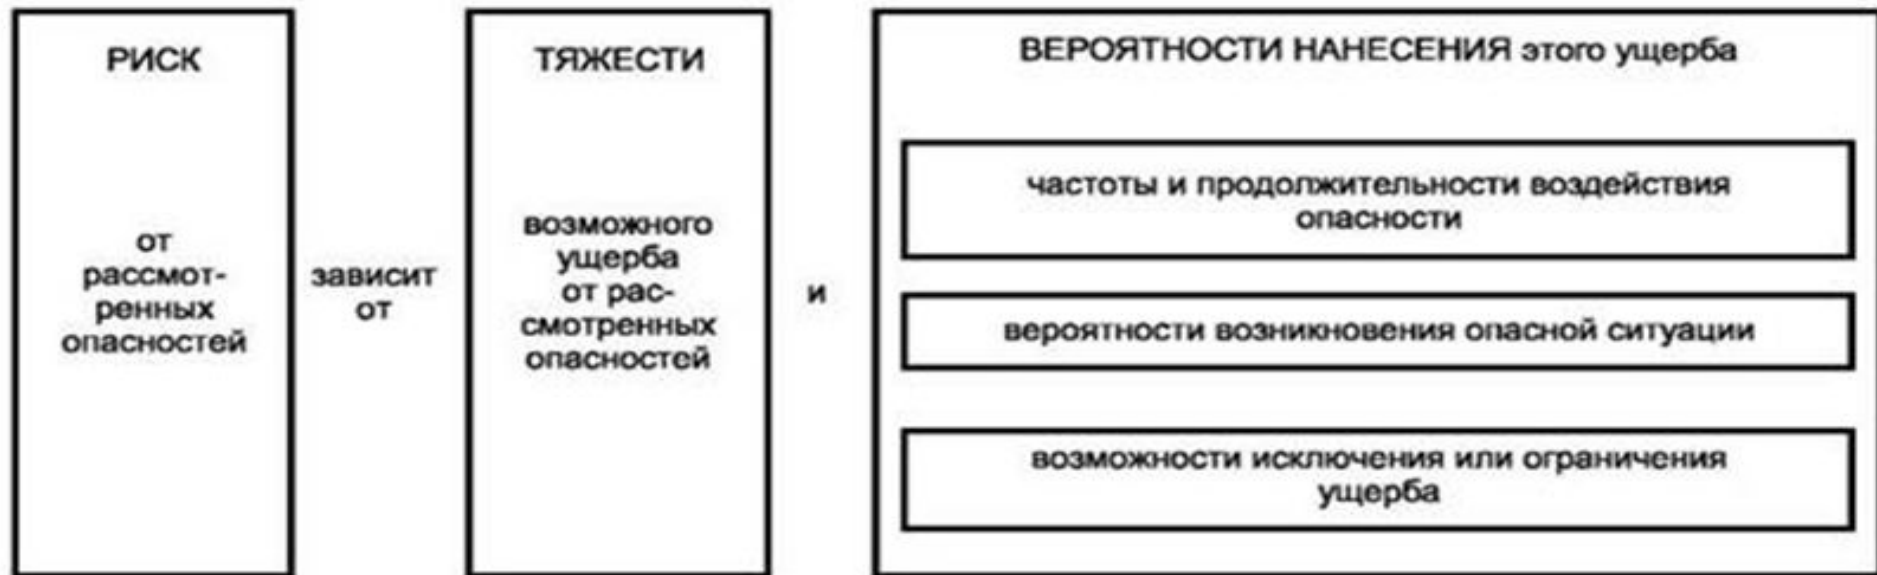 РИСК
от
рассмот-
ренных
опасностей
зависит
от
ТЯЖЕСТИ
возможного
ущерба
от рас-
смотренных
опасностей
и
ВЕРОЯТНОСТИ НАНЕСЕНИЯ этого ущерба
частоты и продолжительности воздействия
опасности
вероятности возникновения опасной ситуации
возможности исключения или ограничения
ущерба